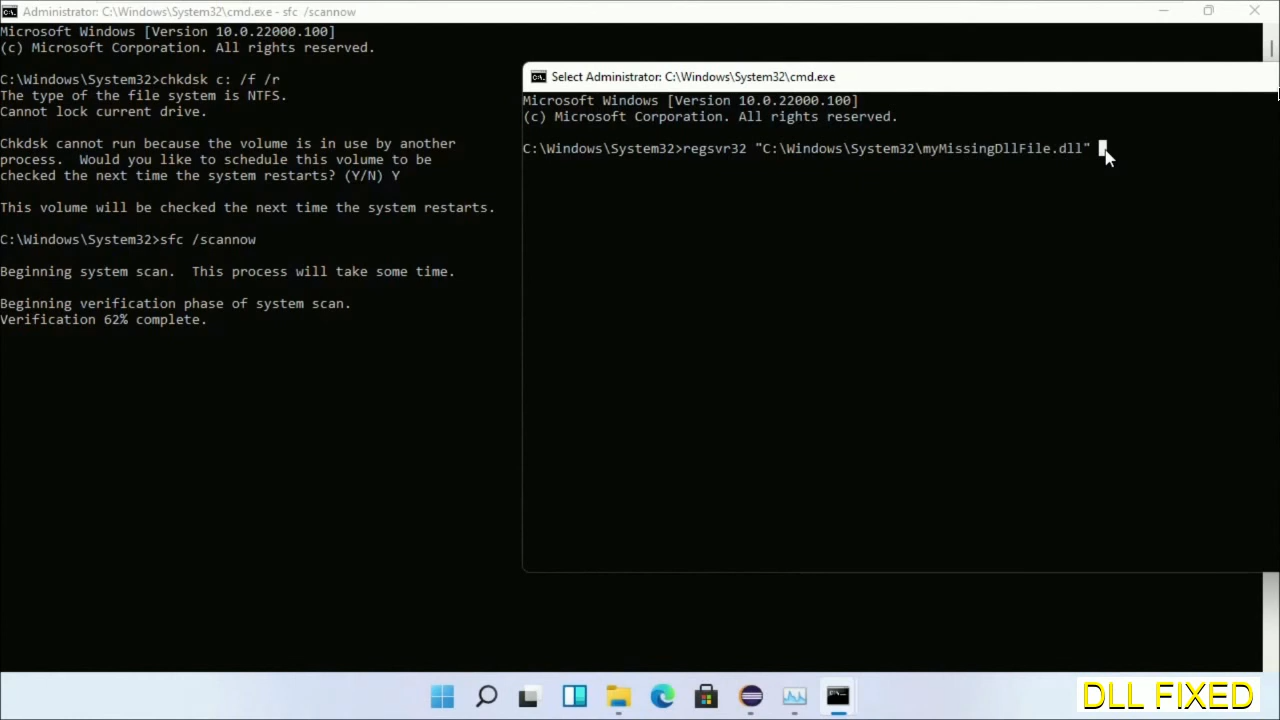 Administrator: C:\Windows\System32\cmd.exe - sfc /scannow
Microsoft Windows [Version 10.0.22000.100]
(c) Microsoft Corporation. All rights reserved.
C:\Windows\System32>chkdsk c: /f /r
The type of the file system is NTFS.
Cannot lock current drive.
Chkdsk cannot run because the volume is in use by another
process.  Would you like to schedule this volume to be
checked the next time the system restarts? (Y/N) Y
This volume will be checked the next time the system restarts.
C:\Windows\System32>sfc /scannow
Beginning system scan.  This process will take some time.
Beginning verification phase of system scan.
Verification 62% complete.
Select Administrator: C:\Windows\System32\cmd.exe
Microsoft Windows [Version 10.0.22000.100]
(c) Microsoft Corporation. All rights reserved.
C:\Windows\System32>regsvr32 "C:\Windows\System32\myMissingDllFile.dll"
DLL FIXED